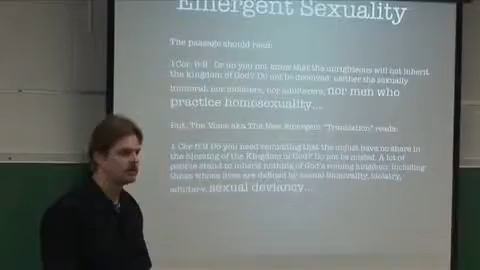 Emergent Sexuality
The passage should read:
1 Cor. 6:9 Or do you not know that the unrighteous will not inherit
the kingdom of God? Do not be deceived: neither the sexually
immoral, nor idolaters, nor adulterers, nor men who
practice homosexuality...
But, The Voice aka The New Emergent "Translation" reads:
1 Cor 6:9 Do you need reminding that the unjust have no share in
the blessing of the Kingdom of God? Do not be misled. A lot of
people stand to inherit nothing of God's coming kingdom, including
those whose lives are defined by sexual immorality, idolatry,
adultery, sexual deviancy...